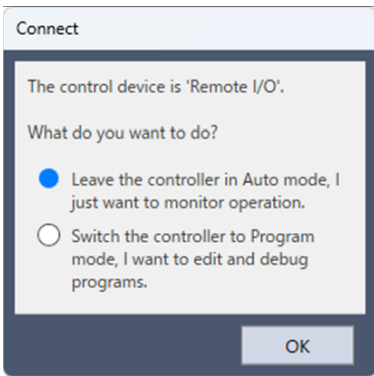 Connect
The control device is 'Remote I/O'.
What do you want to do?
Leave the controller in Auto mode, I
just want to monitor operation.
Switch the controller to Program
mode, I want to edit and debug
programs.
OK